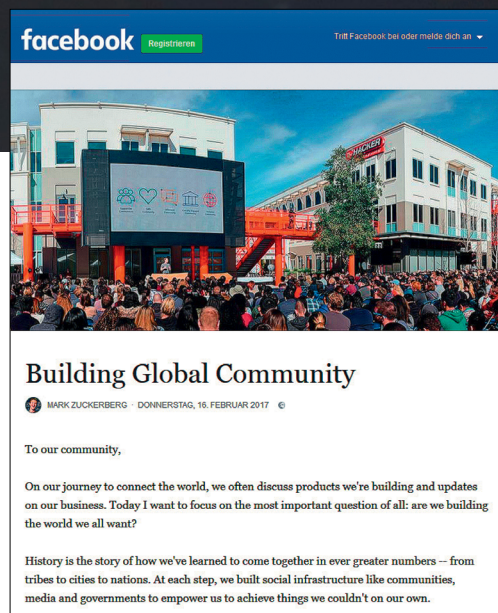 facebook
Registrieren
Tritt Facebook bei oder melde dich an
HACKER
Building Global Community
MARK ZUCKERBERG · DONNERSTAG, 16. FEBRUAR 2017
To our community,
On our journey to connect the world, we often discuss products we're building and updates
on our business. Today I want to focus on the most important question of all: are we building
the world we all want?
History is the story of how we've learned to come together in ever greater numbers -- from
tribes to cities to nations. At each step, we built social infrastructure like communities,
media and governments to empower us to achieve things we couldn't on our own.